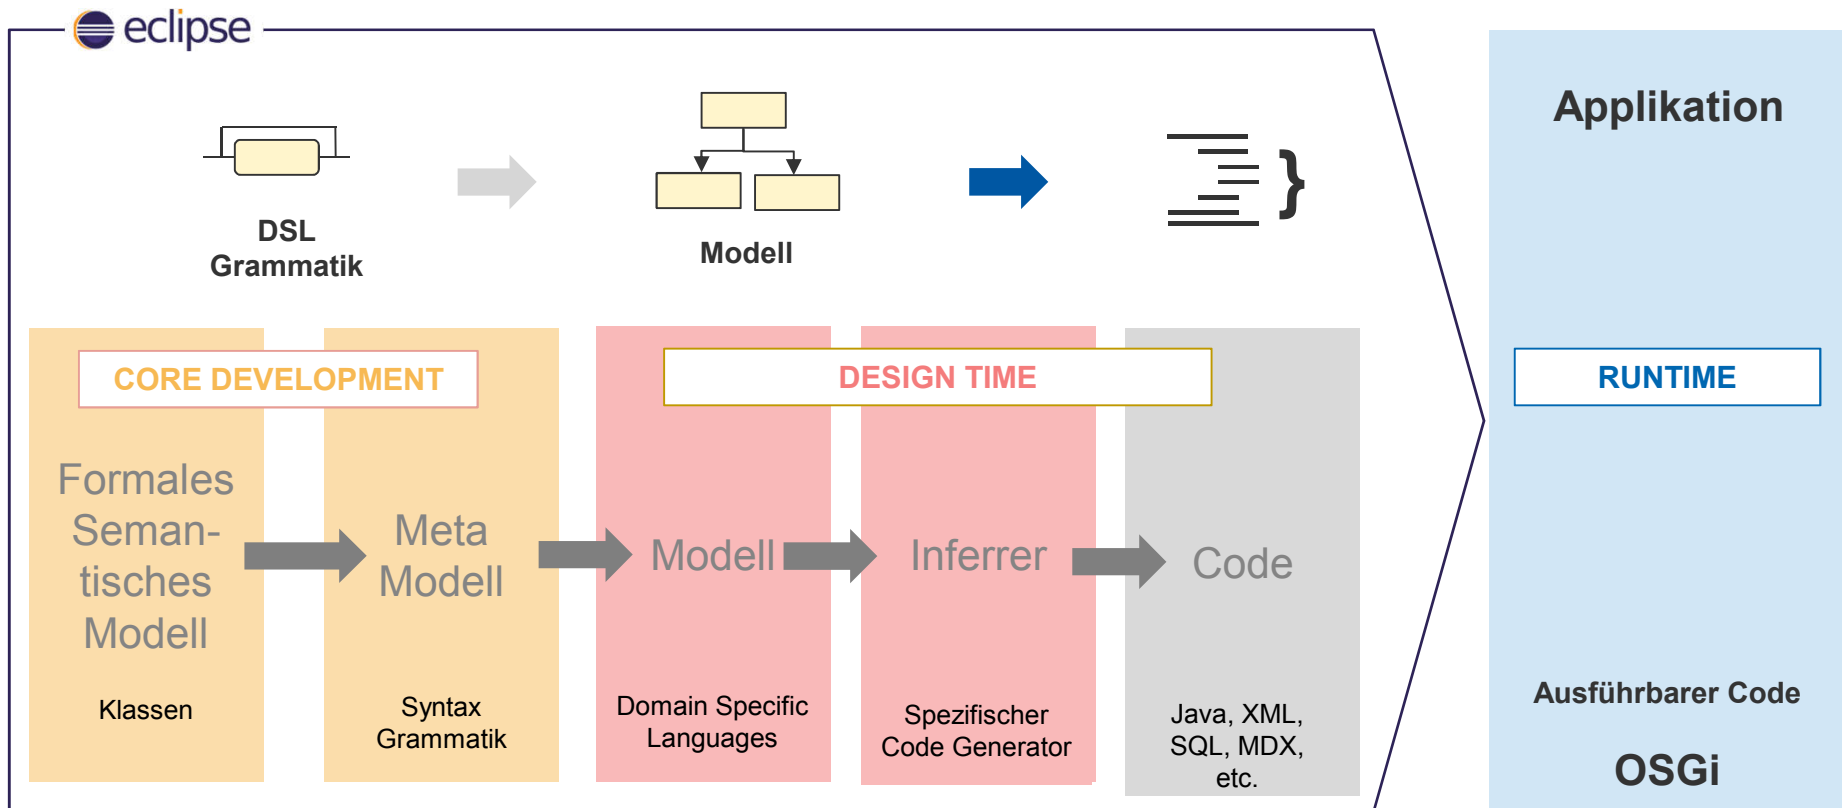 eclipse
DSL
Grammatik
Modell
}
Applikation
CORE DEVELOPMENT
DESIGN TIME
RUNTIME
Formales
Seman-
tisches
Modell
Meta
Modell
Modell
Inferrer
Code
Klassen
Syntax
Grammatik
Domain Specific
Languages
Spezifischer
Code Generator
Java, XML,
SQL, MDX,
etc.
Ausführbarer Code
OSGi